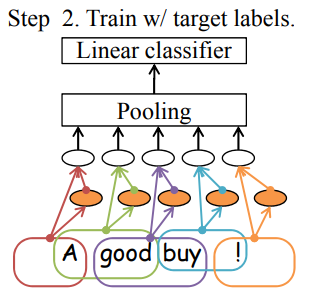 Step 2. Train w/ target labels.
Linear classifier
Pooling
A good buy !